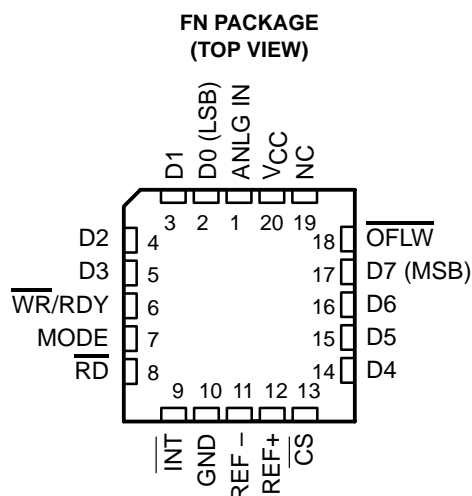 FN PACKAGE
(TOP VIEW)
D1
D0 (LSB)
ANLG IN
VCC
NC
3 2 1 20 19
D2 4
D3 5
WR/RDY 6
MODE 7
RD 8
18 OFLW
17 D7 (MSB)
16 D6
15 D5
14 D4
9 10 11 12 13
INT
GND
REF –
REF+
CS